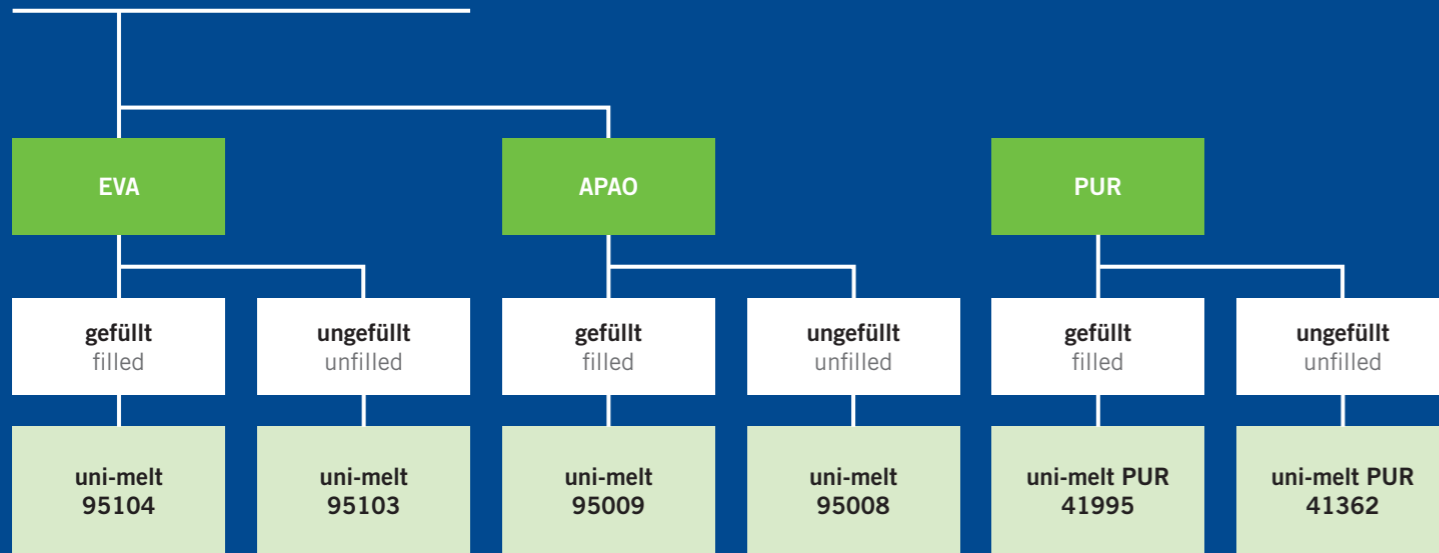 EVA
APAO
PUR
gefüllt
filled
ungefüllt
unfilled
gefüllt
filled
ungefüllt
unfilled
gefüllt
filled
ungefüllt
unfilled
uni-melt
95104
uni-melt
95103
uni-melt
95009
uni-melt
95008
uni-melt PUR
41995
uni-melt PUR
41362